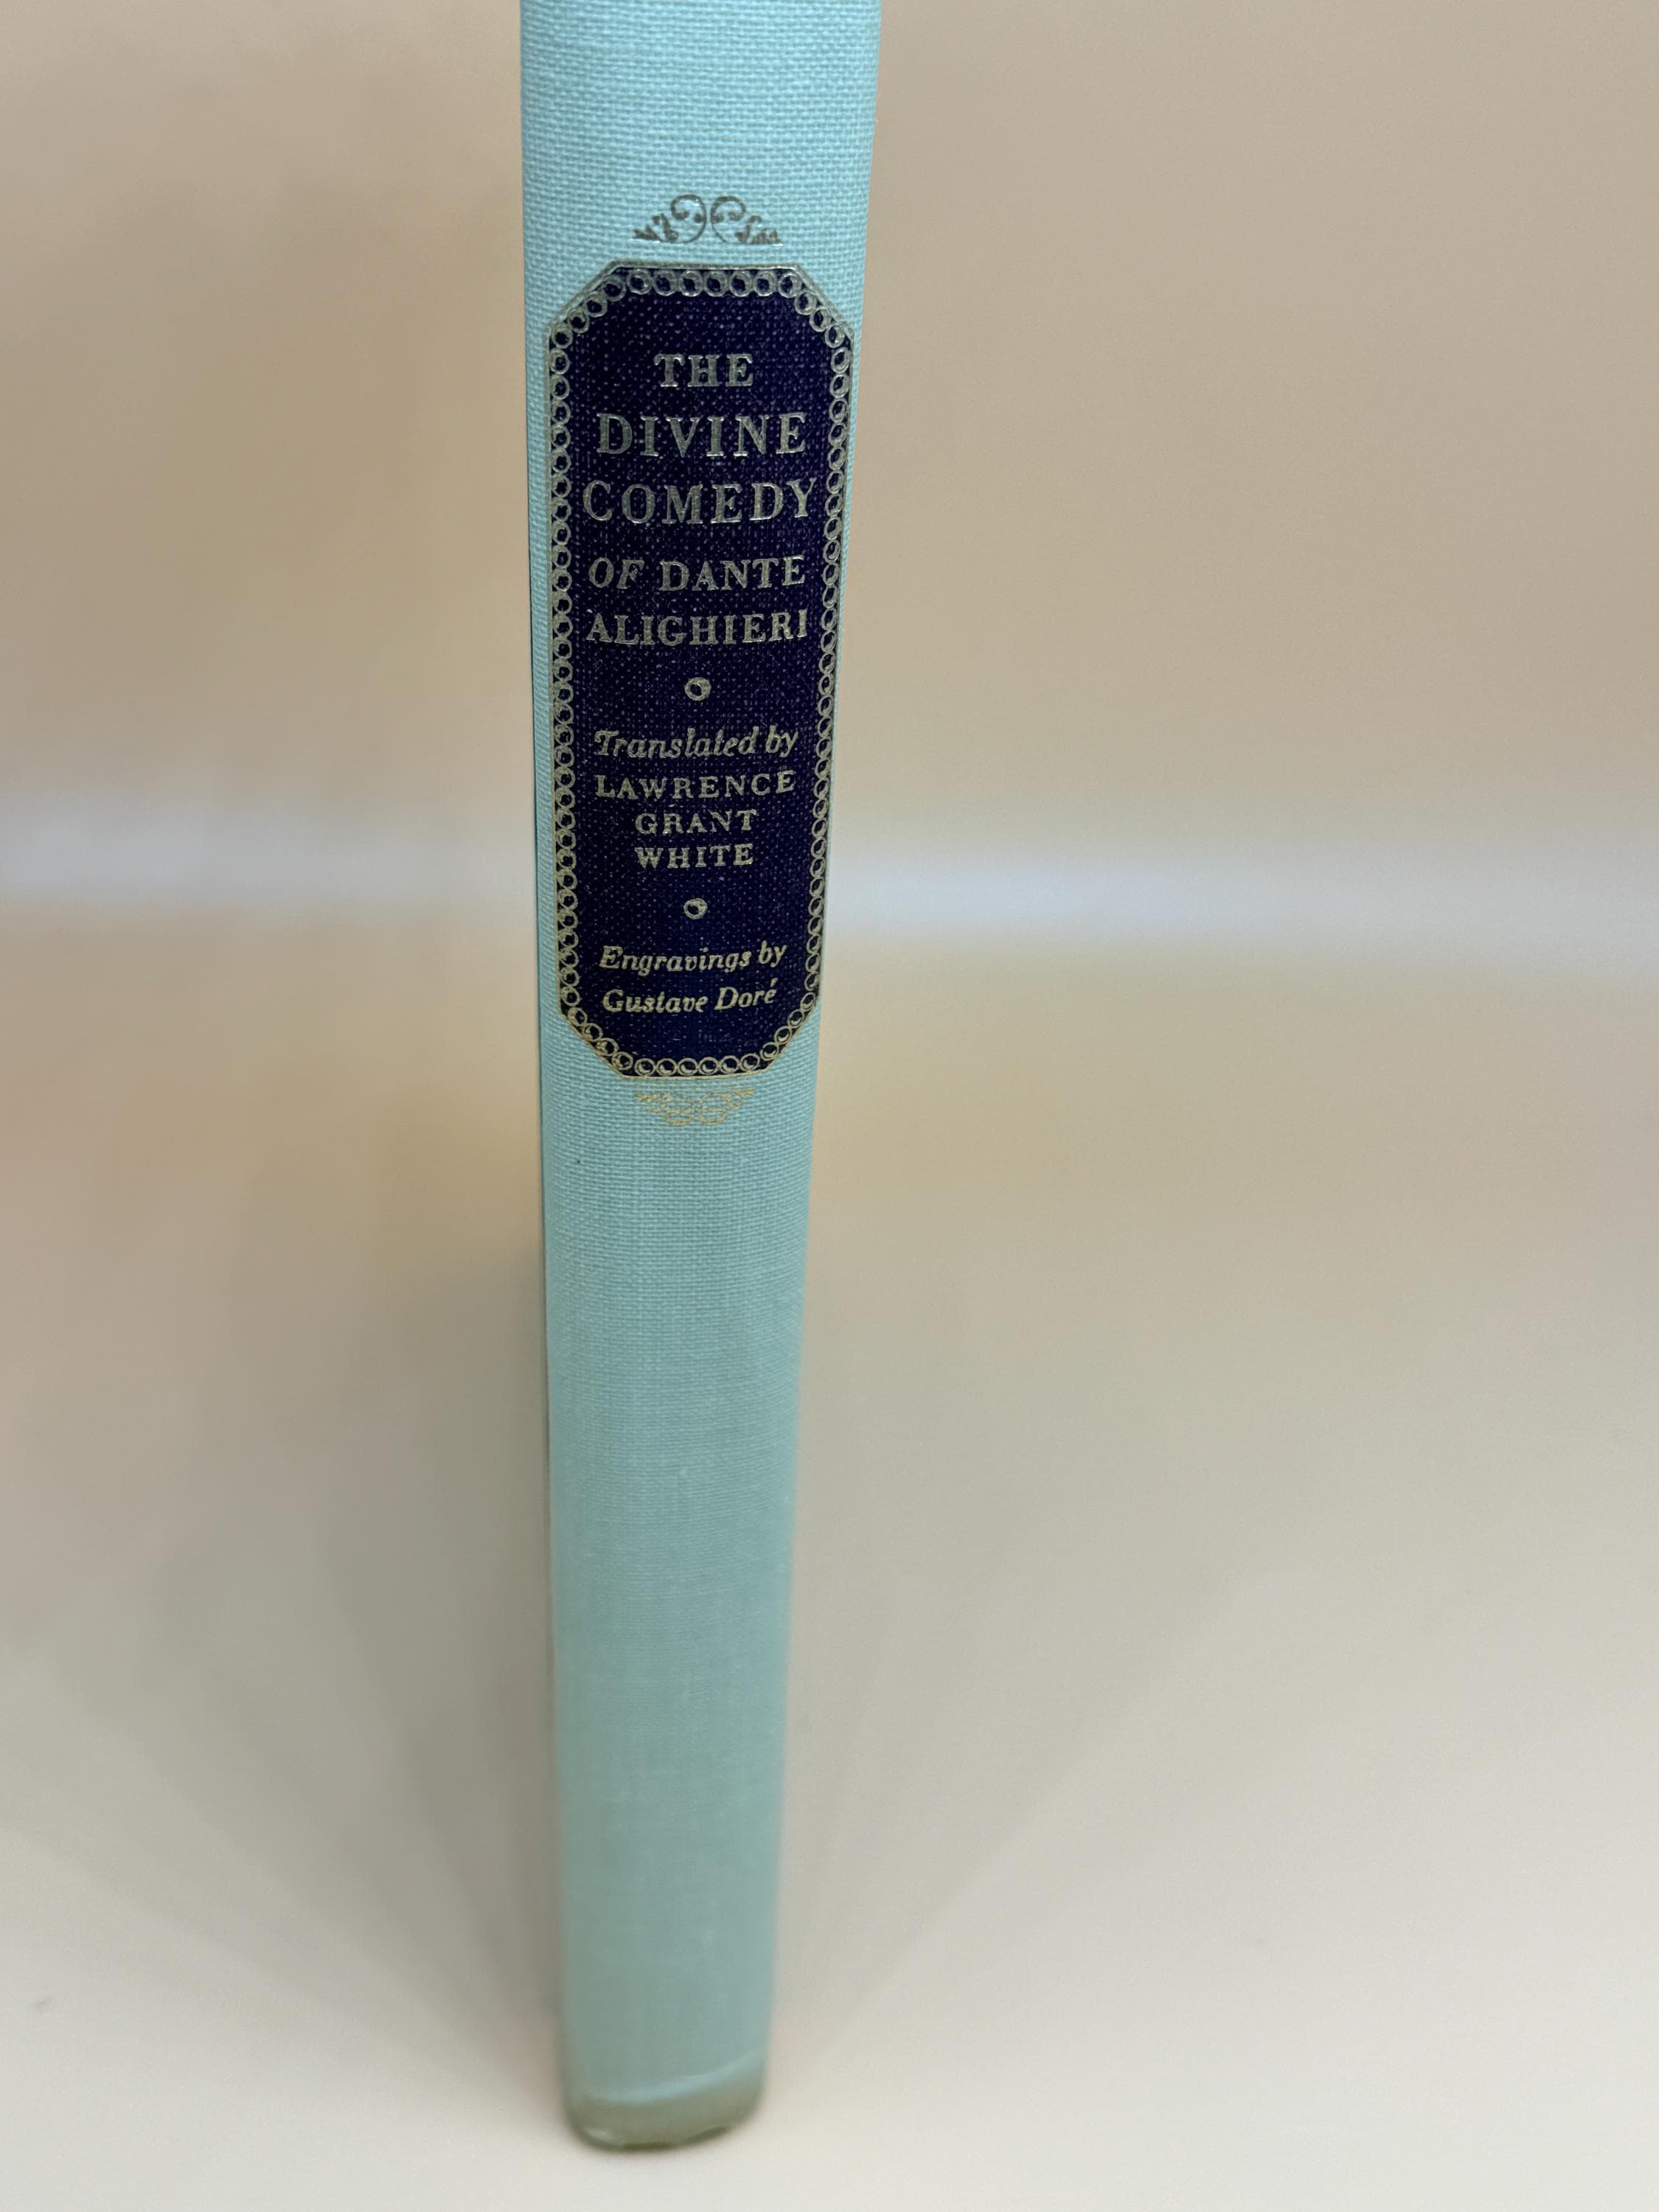 THE
DIVINE
COMEDY
OF DANTE
ALIGHIERI
Translated by
LAWRENCE
GRANT
WHITE
Engravings by
Gustave Doré